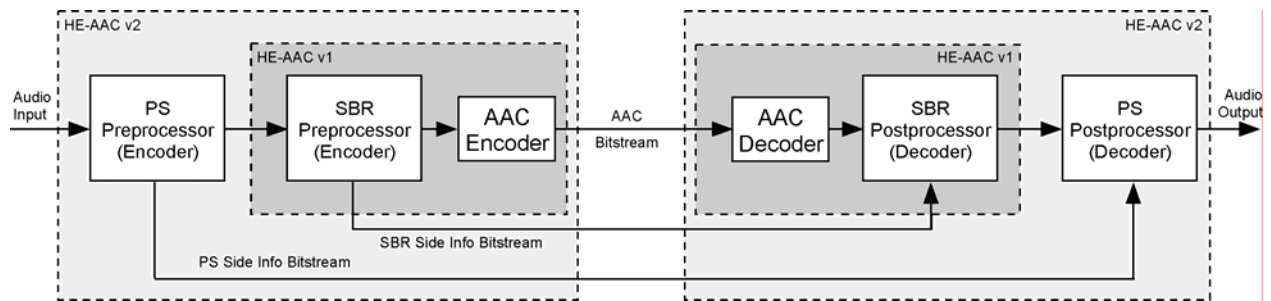 HE-AAC v2
HE-AAC v1
Audio
Input
PS
Preprocessor
(Encoder)
SBR
Preprocessor
(Encoder)
AAC
Encoder
AAC
Bitstream
HE-AAC v2
HE-AAC v1
AAC
Decoder
SBR
Postprocessor
(Decoder)
PS
Postprocessor
(Decoder)
Audio
Output
SBR Side Info Bitstream
PS Side Info Bitstream